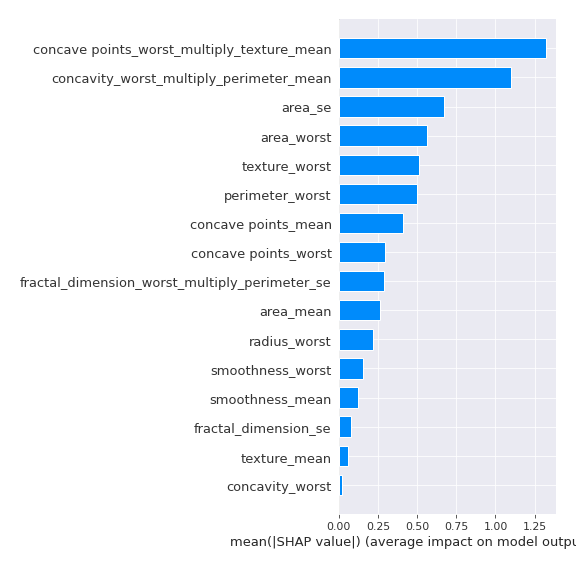 concave points_worst_multiply_texture_mean
concavity_worst_multiply_perimeter_mean
area_se
area_worst
texture_worst
perimeter_worst
concave points_mean
concave points_worst
fractal_dimension_worst_multiply_perimeter_se
area_mean
radius_worst
smoothness_worst
smoothness_mean
fractal_dimension_se
texture_mean
concavity_worst
0.00 0.25 0.50 0.75 1.00 1.25
mean(|SHAP value|) (average impact on model outpu